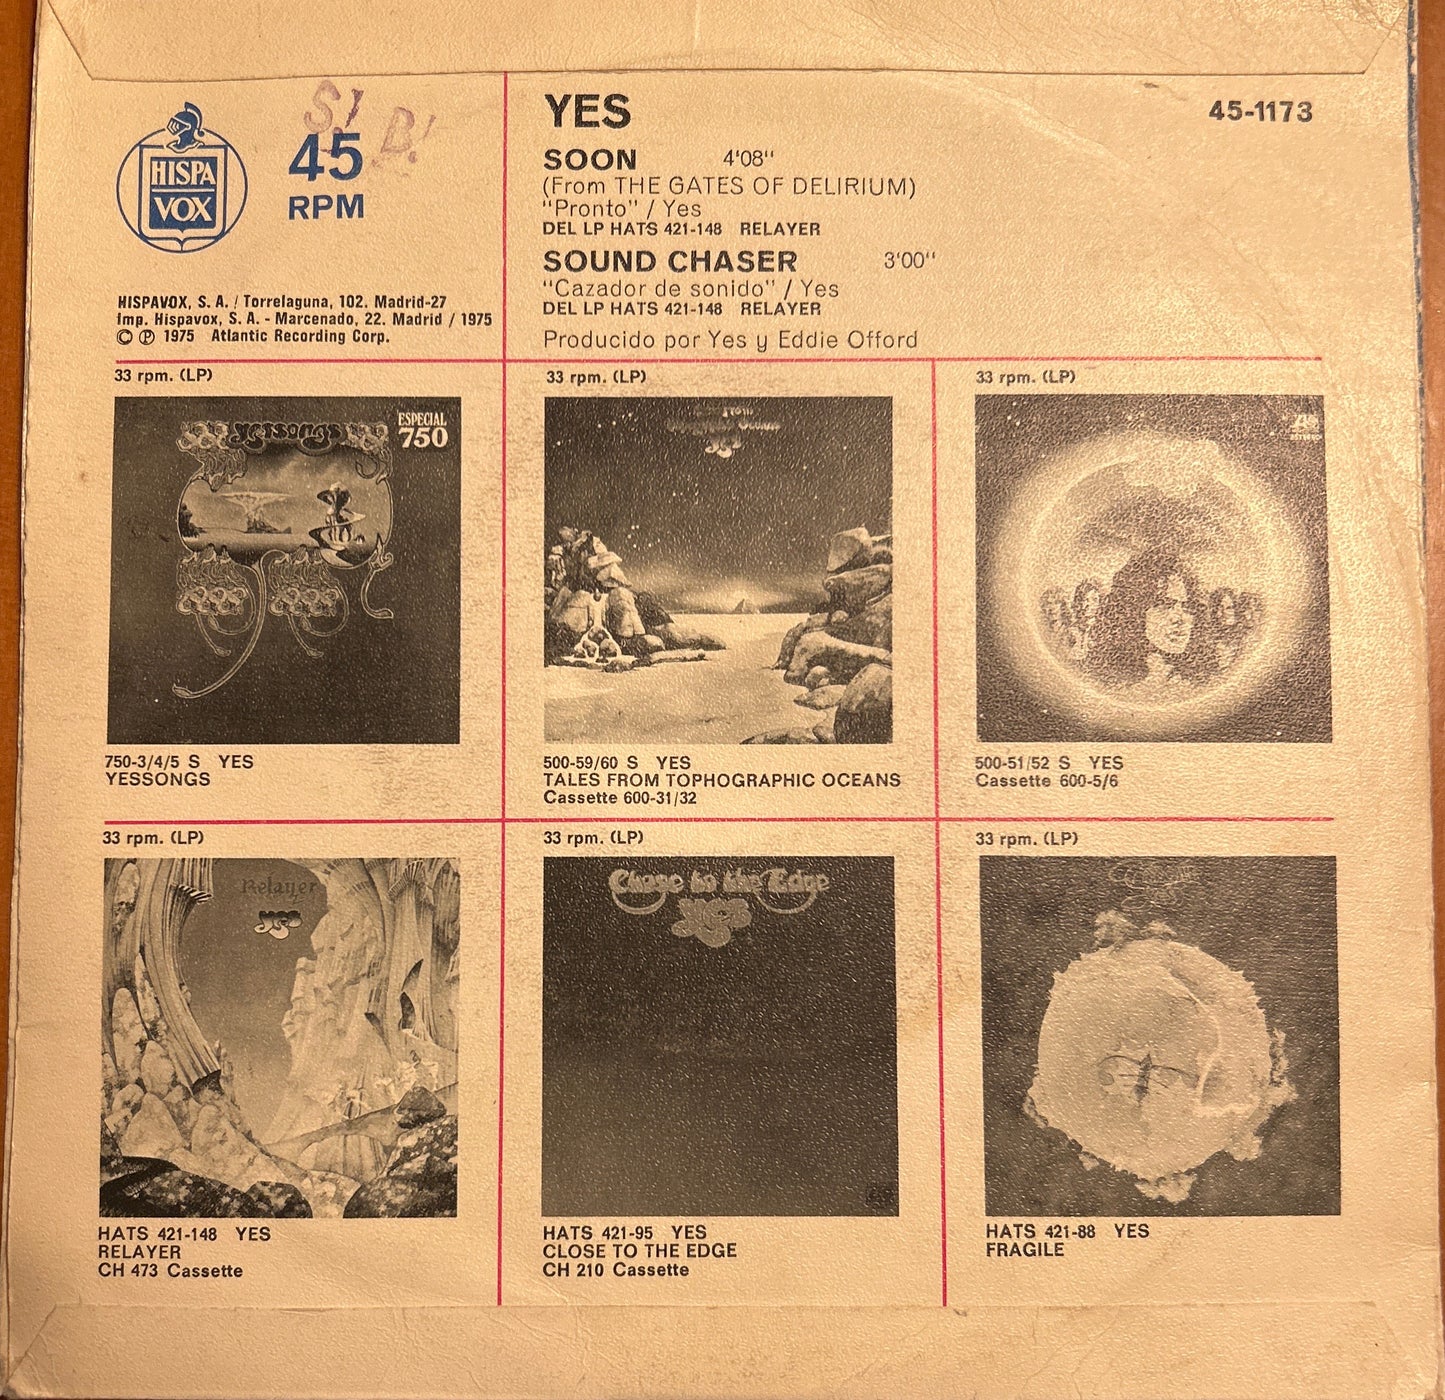 HISPA
VOX
45
RPM
S! B!
HISPAVOX, S. A. / Torrelaguna, 102. Madrid-27
Imp. Hispavox, S. A. - Marcenado, 22. Madrid / 1975
© ℗ 1975 Atlantic Recording Corp.
YES
45-1173
SOON 4'08"
(From THE GATES OF DELIRIUM)
"Pronto" / Yes
DEL LP HATS 421-148 RELAYER
SOUND CHASER 3'00"
"Cazador de sonido" / Yes
DEL LP HATS 421-148 RELAYER
Producido por Yes y Eddie Offord
33 rpm. (LP)
yessongs
ESPECIAL
750
750-3/4/5 S YES
YESSONGS
33 rpm. (LP)
yes
500-59/60 S YES
TALES FROM TOPHOGRAPHIC OCEANS
Cassette 600-31/32
33 rpm. (LP)
500-51/52 S YES
Cassette 600-5/6
33 rpm. (LP)
Relayer
yes
HATS 421-148 YES
RELAYER
CH 473 Cassette
33 rpm. (LP)
Close to the Edge
yes
HATS 421-95 YES
CLOSE TO THE EDGE
CH 210 Cassette
33 rpm. (LP)
HATS 421-88 YES
FRAGILE